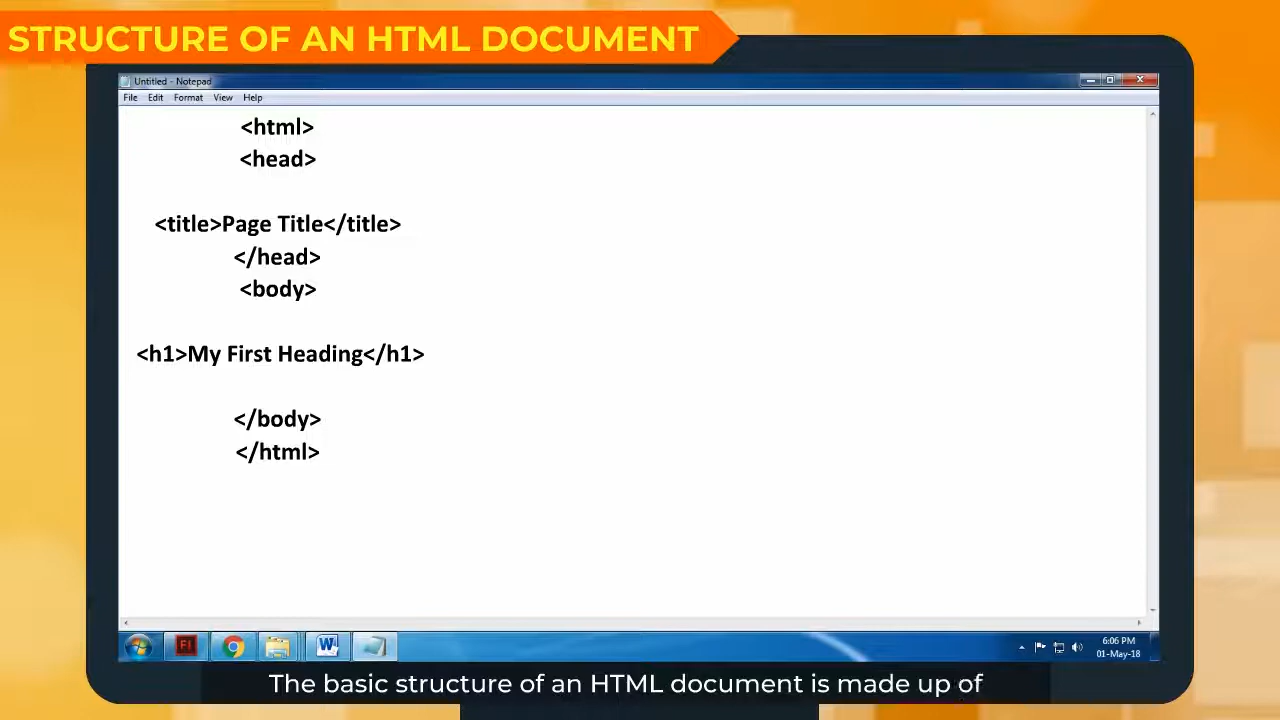 STRUCTURE OF AN HTML DOCUMENT
Untitled - Notepad
File Edit Format View Help
<html>
<head>
<title>Page Title</title>
</head>
<body>
<h1>My First Heading</h1>
</body>
</html>
Fl
W
6:06 PM
01-May-18
The basic structure of an HTML document is made up of